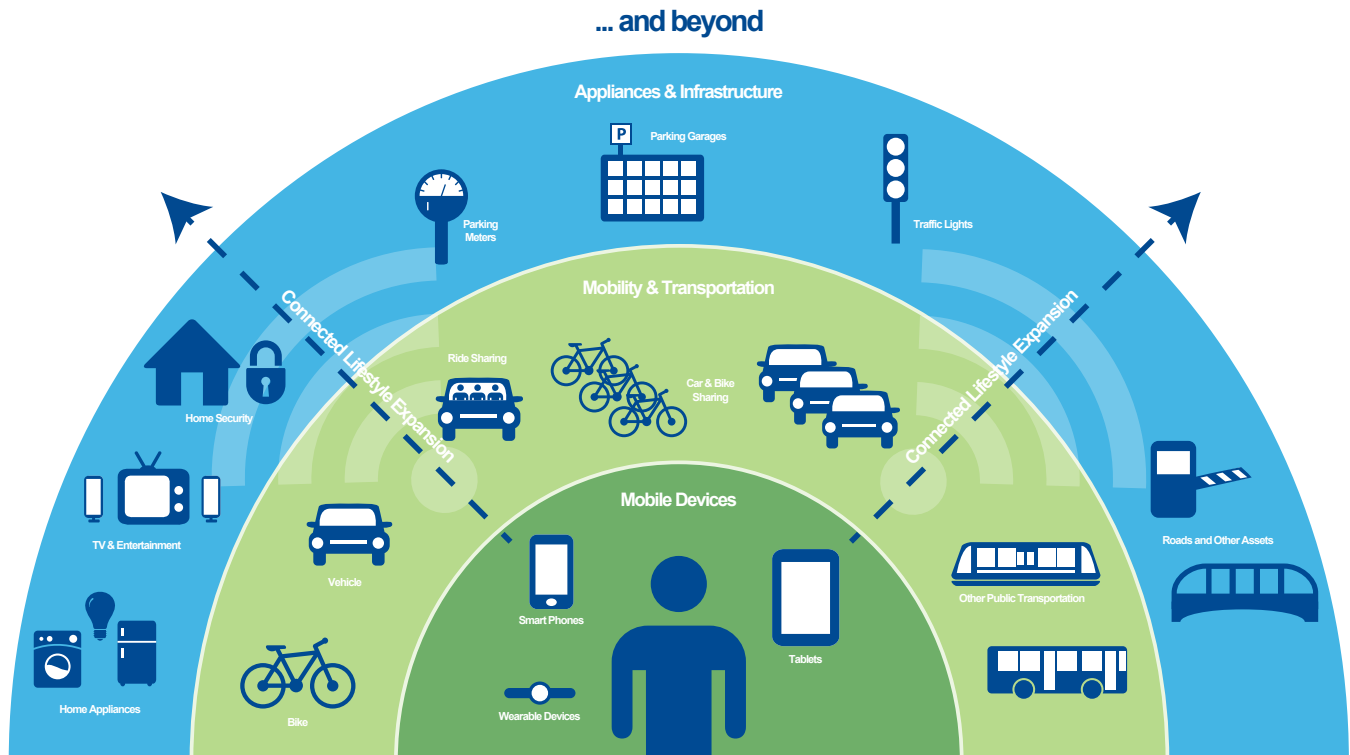 ... and beyond
Appliances & Infrastructure
P
Parking Garages
Parking
Meters
Traffic Lights
Mobility & Transportation
Connected Lifestyle Expansion
Connected Lifestyle Expansion
Ride Sharing
Car & Bike
Sharing
Home Security
Mobile Devices
TV & Entertainment
Roads and Other Assets
Vehicle
Other Public Transportation
Smart Phones
Tablets
Home Appliances
Bike
Wearable Devices